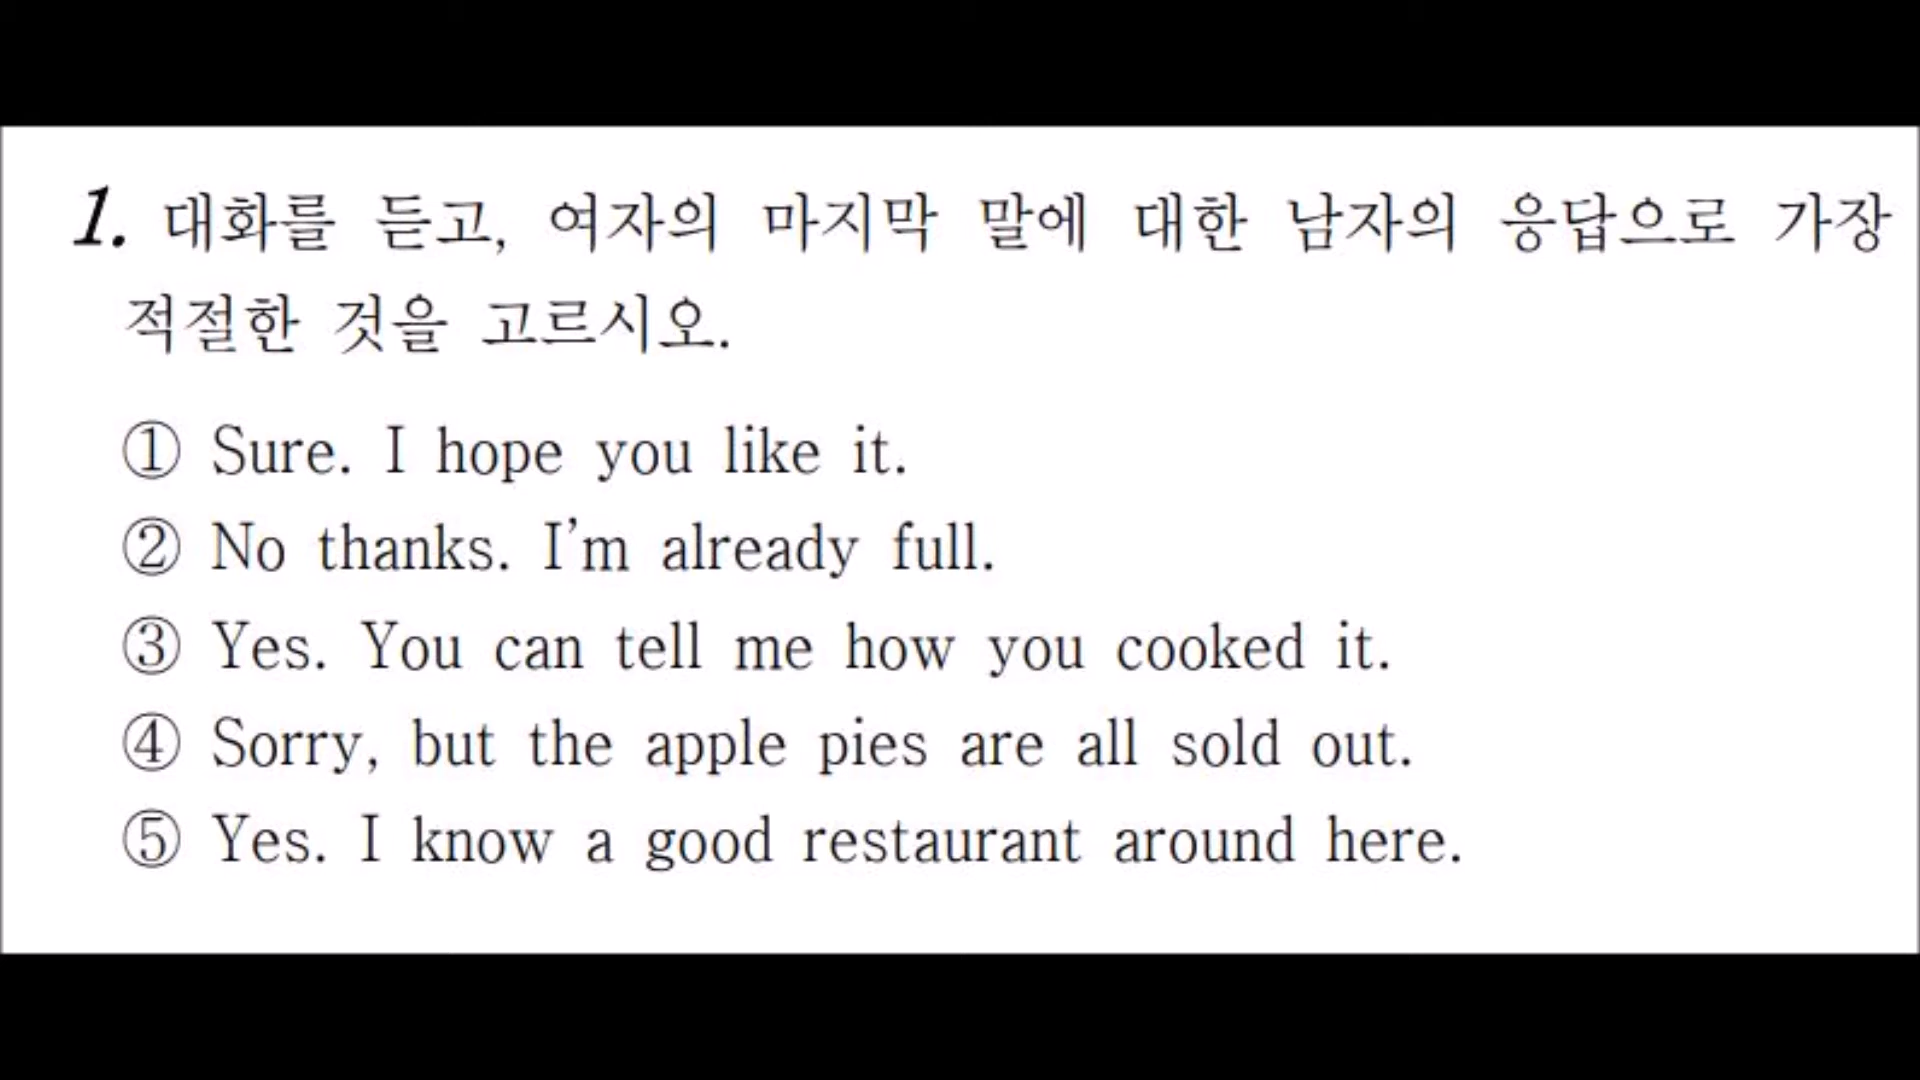 1. 대화를 듣고, 여자의 마지막 말에 대한 남자의 응답으로 가장
적절한 것을 고르시오.
① Sure. I hope you like it.
② No thanks. I’m already full.
③ Yes. You can tell me how you cooked it.
④ Sorry, but the apple pies are all sold out.
⑤ Yes. I know a good restaurant around here.